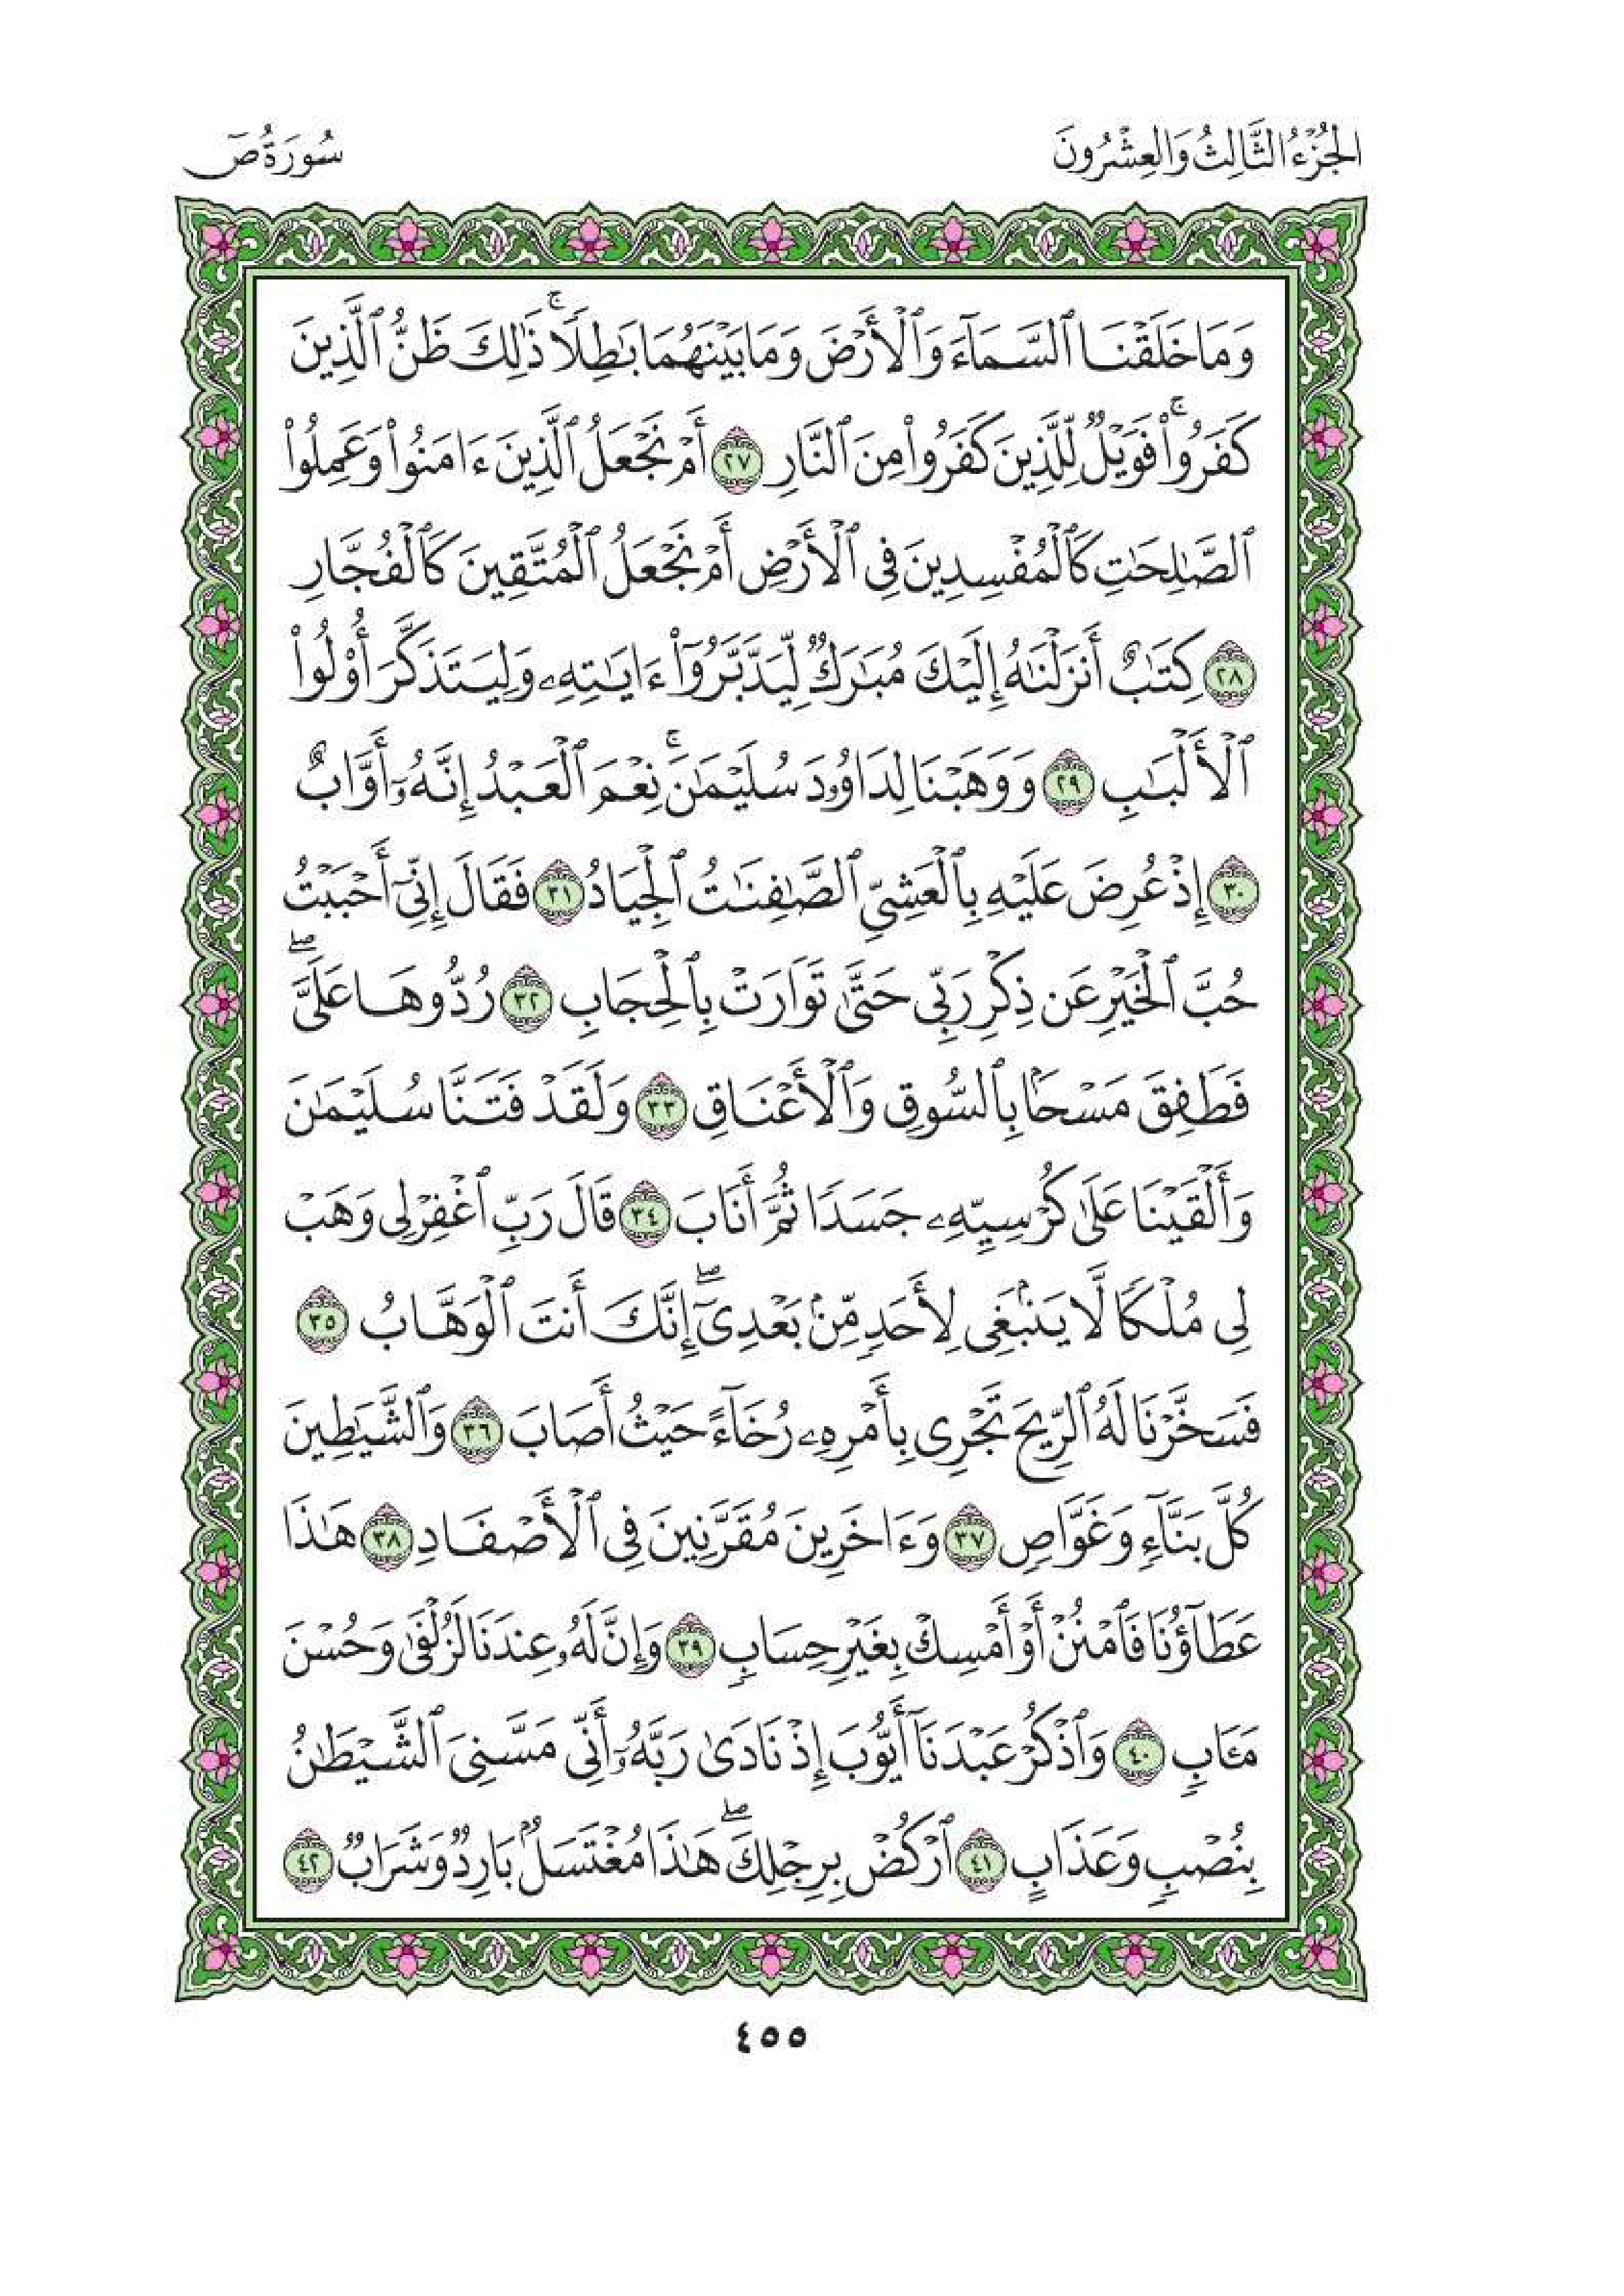 الجُزْءُ الثَّالِثُ وَالعِشْرُونَ
سُورَةُ صٓ
وَمَا خَلَقْنَا ٱلسَّمَآءَ وَٱلْأَرْضَ وَمَا بَيْنَهُمَا بَٰطِلًا ۚ ذَٰلِكَ ظَنُّ ٱلَّذِينَ
كَفَرُوا۟ ۚ فَوَيْلٌ لِّلَّذِينَ كَفَرُوا۟ مِنَ ٱلنَّارِ ٢٧ أَمْ نَجْعَلُ ٱلَّذِينَ ءَامَنُوا۟ وَعَمِلُوا۟
ٱلصَّٰلِحَٰتِ كَٱلْمُفْسِدِينَ فِى ٱلْأَرْضِ أَمْ نَجْعَلُ ٱلْمُتَّقِينَ كَٱلْفُجَّارِ
٢٨ كِتَٰبٌ أَنزَلْنَٰهُ إِلَيْكَ مُبَٰرَكٌ لِّيَدَّبَّرُوٓا۟ ءَايَٰتِهِۦ وَلِيَتَذَكَّرَ أُو۟لُوا۟
ٱلْأَلْبَٰبِ ٢٩ وَوَهَبْنَا لِدَاوُۥدَ سُلَيْمَٰنَ ۚ نِعْمَ ٱلْعَبْدُ إِنَّهُۥٓ أَوَّابٌ
٣٠ إِذْ عُرِضَ عَلَيْهِ بِٱلْعَشِىِّ ٱلصَّٰفِنَٰتُ ٱلْجِيَادُ ٣١ فَقَالَ إِنِّىٓ أَحْبَبْتُ
حُبَّ ٱلْخَيْرِ عَن ذِكْرِ رَبِّى حَتَّىٰ تَوَارَتْ بِٱلْحِجَابِ ٣٢ رُدُّوهَا عَلَىَّ ۖ
فَطَفِقَ مَسْحًۢا بِٱلسُّوقِ وَٱلْأَعْنَاقِ ٣٣ وَلَقَدْ فَتَنَّا سُلَيْمَٰنَ
وَأَلْقَيْنَا عَلَىٰ كُرْسِيِّهِۦ جَسَدًا ثُمَّ أَنَابَ ٣٤ قَالَ رَبِّ ٱغْفِرْ لِى وَهَبْ
لِى مُلْكًا لَّا يَنۢبَغِى لِأَحَدٍ مِّنۢ بَعْدِىٓ ۖ إِنَّكَ أَنتَ ٱلْوَهَّابُ ٣٥
فَسَخَّرْنَا لَهُ ٱلرِّيحَ تَجْرِى بِأَمْرِهِۦ رُخَآءً حَيْثُ أَصَابَ ٣٦ وَٱلشَّيَٰطِينَ
كُلَّ بَنَّآءٍ وَغَوَّاصٍ ٣٧ وَءَاخَرِينَ مُقَرَّنِينَ فِى ٱلْأَصْفَادِ ٣٨ هَٰذَا
عَطَآؤُنَا فَٱمْنُنْ أَوْ أَمْسِكْ بِغَيْرِ حِسَابٍ ٣٩ وَإِنَّ لَهُۥ عِندَنَا لَزُلْفَىٰ وَحُسْنَ
مَـَٔابٍ ٤٠ وَٱذْكُرْ عَبْدَنَآ أَيُّوبَ إِذْ نَادَىٰ رَبَّهُۥٓ أَنِّى مَسَّنِىَ ٱلشَّيْطَٰنُ
بِنُصْبٍ وَعَذَابٍ ٤١ ٱرْكُضْ بِرِجْلِكَ ۖ هَٰذَا مُغْتَسَلٌۢ بَارِدٌ وَشَرَابٌ ٤٢
٤٥٥